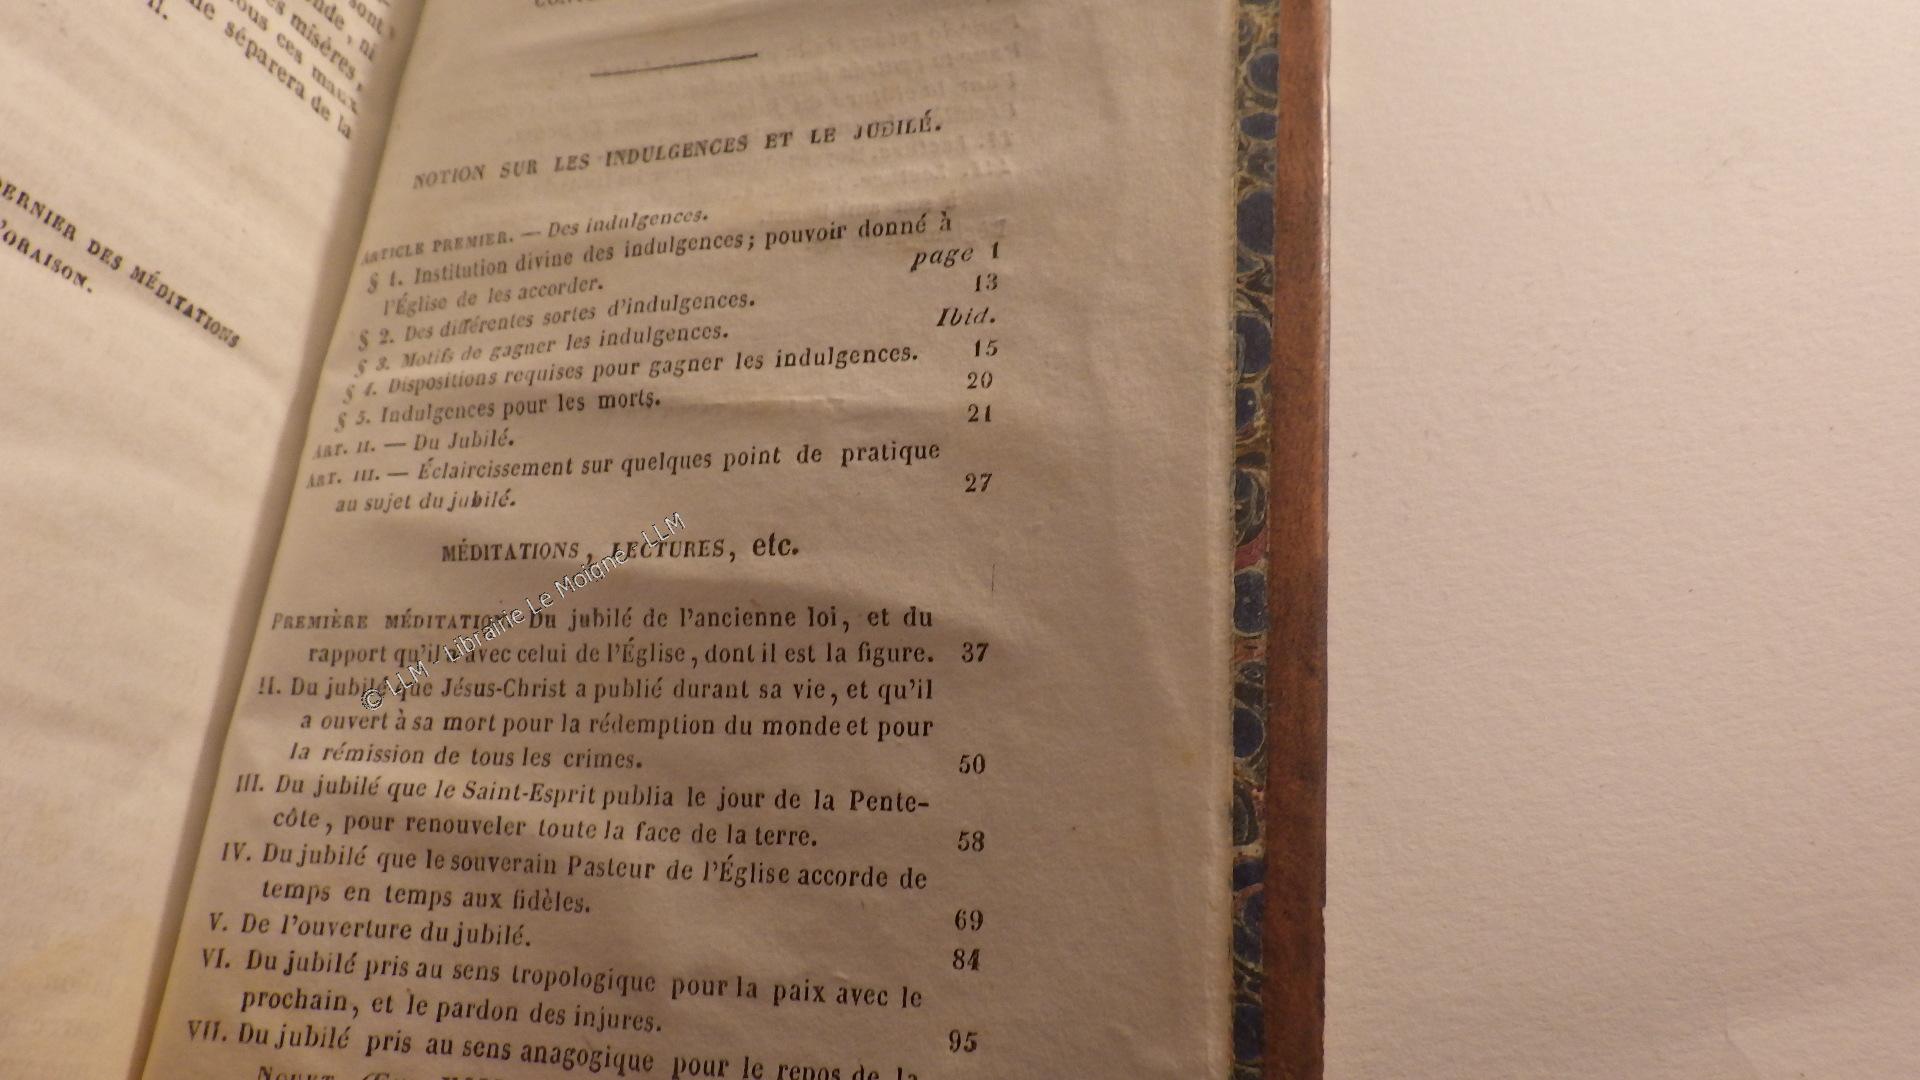 sont
onde, ni
misères,
ces maux
séparera de la
DERNIER DES MÉDITATIONS
L'ORAISON.
NOTION SUR LES INDULGENCES ET LE JUBILÉ.
ARTICLE PREMIER. — Des indulgences.
§ 1. Institution divine des indulgences; pouvoir donné à
l'Église de les accorder. page 1
§ 2. Des différentes sortes d'indulgences. 13
§ 3. Motifs de gagner les indulgences. Ibid.
§ 4. Dispositions requises pour gagner les indulgences. 15
§ 5. Indulgences pour les morts. 20
ART. II. — Du Jubilé. 21
ART. III. — Éclaircissement sur quelques point de pratique
au sujet du jubilé. 27
MÉDITATIONS, LECTURES, etc.
PREMIÈRE MÉDITATION. Du jubilé de l'ancienne loi, et du
rapport qu'il a avec celui de l'Église, dont il est la figure. 37
II. Du jubilé que Jésus-Christ a publié durant sa vie, et qu'il
a ouvert à sa mort pour la rédemption du monde et pour
la rémission de tous les crimes. 50
III. Du jubilé que le Saint-Esprit publia le jour de la Pente-
côte, pour renouveler toute la face de la terre. 58
IV. Du jubilé que le souverain Pasteur de l'Église accorde de
temps en temps aux fidèles. 69
V. De l'ouverture du jubilé. 84
VI. Du jubilé pris au sens tropologique pour la paix avec le
prochain, et le pardon des injures. 95
VII. Du jubilé pris au sens anagogique pour le repos de la
© LLM - Librairie Le Moigne - LLM